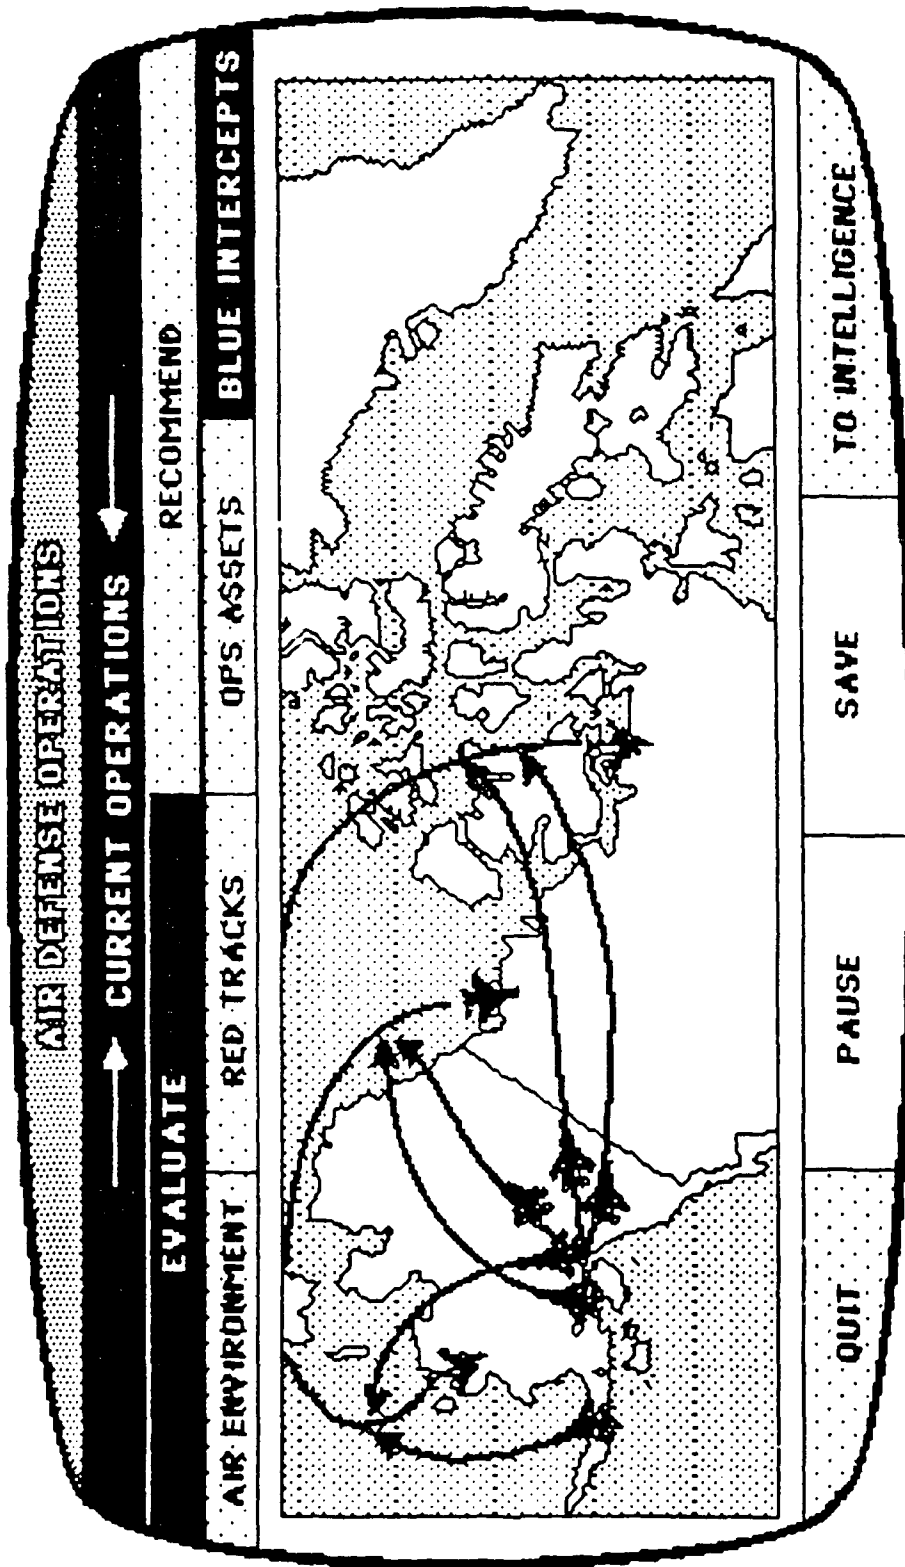 AIR DEFENSE OPERATIONS
CURRENT OPERATIONS
EVALUATE RECOMMEND
AIR ENVIRONMENT RED TRACKS OPS ASSETS BLUE INTERCEPTS
QUIT PAUSE SAVE TO INTELLIGENCE